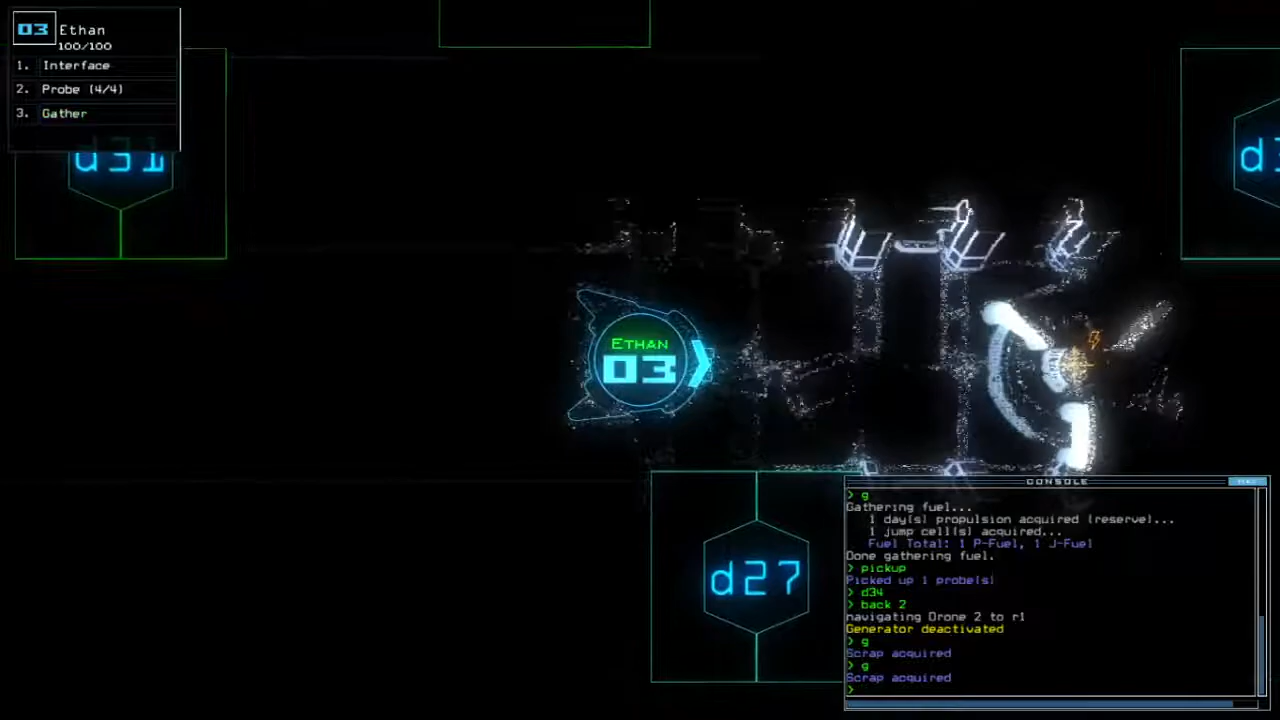 03 Ethan
100/100
1. Interface
2. Probe (4/4)
3. Gather
d31
ETHAN
03
d27
CONSOLE
> g
Gathering fuel...
1 day(s) propulsion acquired (reserve)...
1 jump cell(s) acquired...
Fuel Total: 1 P-Fuel, 1 J-Fuel
Done gathering fuel.
> pickup
Picked up 1 probe(s)
> d34
> back 2
navigating Drone 2 to r1
Generator deactivated
> g
Scrap acquired
> g
Scrap acquired
>